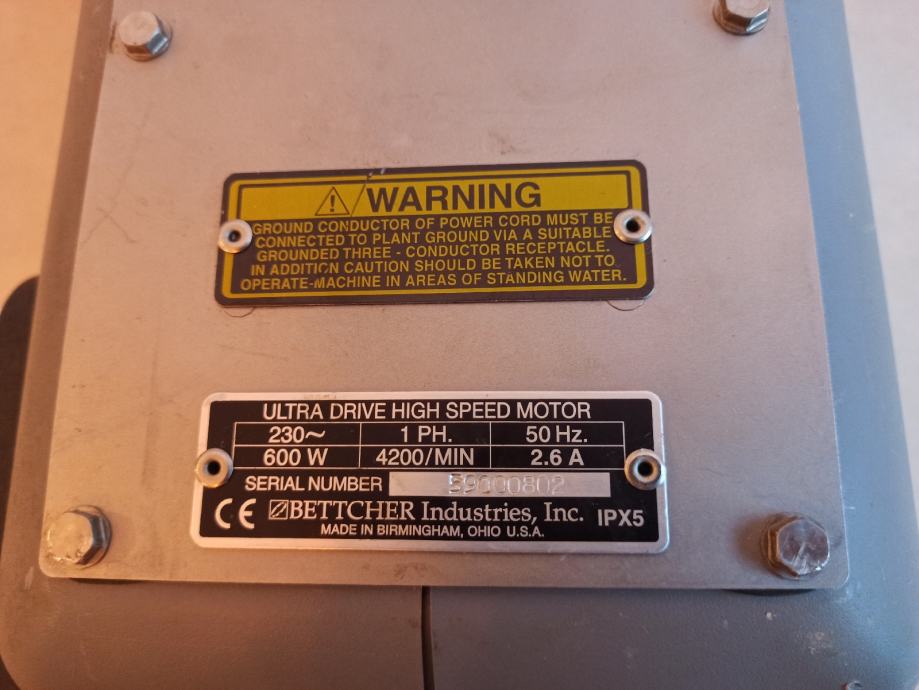 WARNING
GROUND CONDUCTOR OF POWER CORD MUST BE
CONNECTED TO PLANT GROUND VIA A SUITABLE
GROUNDED THREE - CONDUCTOR RECEPTACLE.
IN ADDITION CAUTION SHOULD BE TAKEN NOT TO
OPERATE-MACHINE IN AREAS OF STANDING WATER.
ULTRA DRIVE HIGH SPEED MOTOR
230~ 1 PH. 50 Hz.
600 W 4200/MIN 2.6 A
SERIAL NUMBER 59000802
CE BETTCHER Industries, Inc. IPX5
MADE IN BIRMINGHAM, OHIO U.S.A.